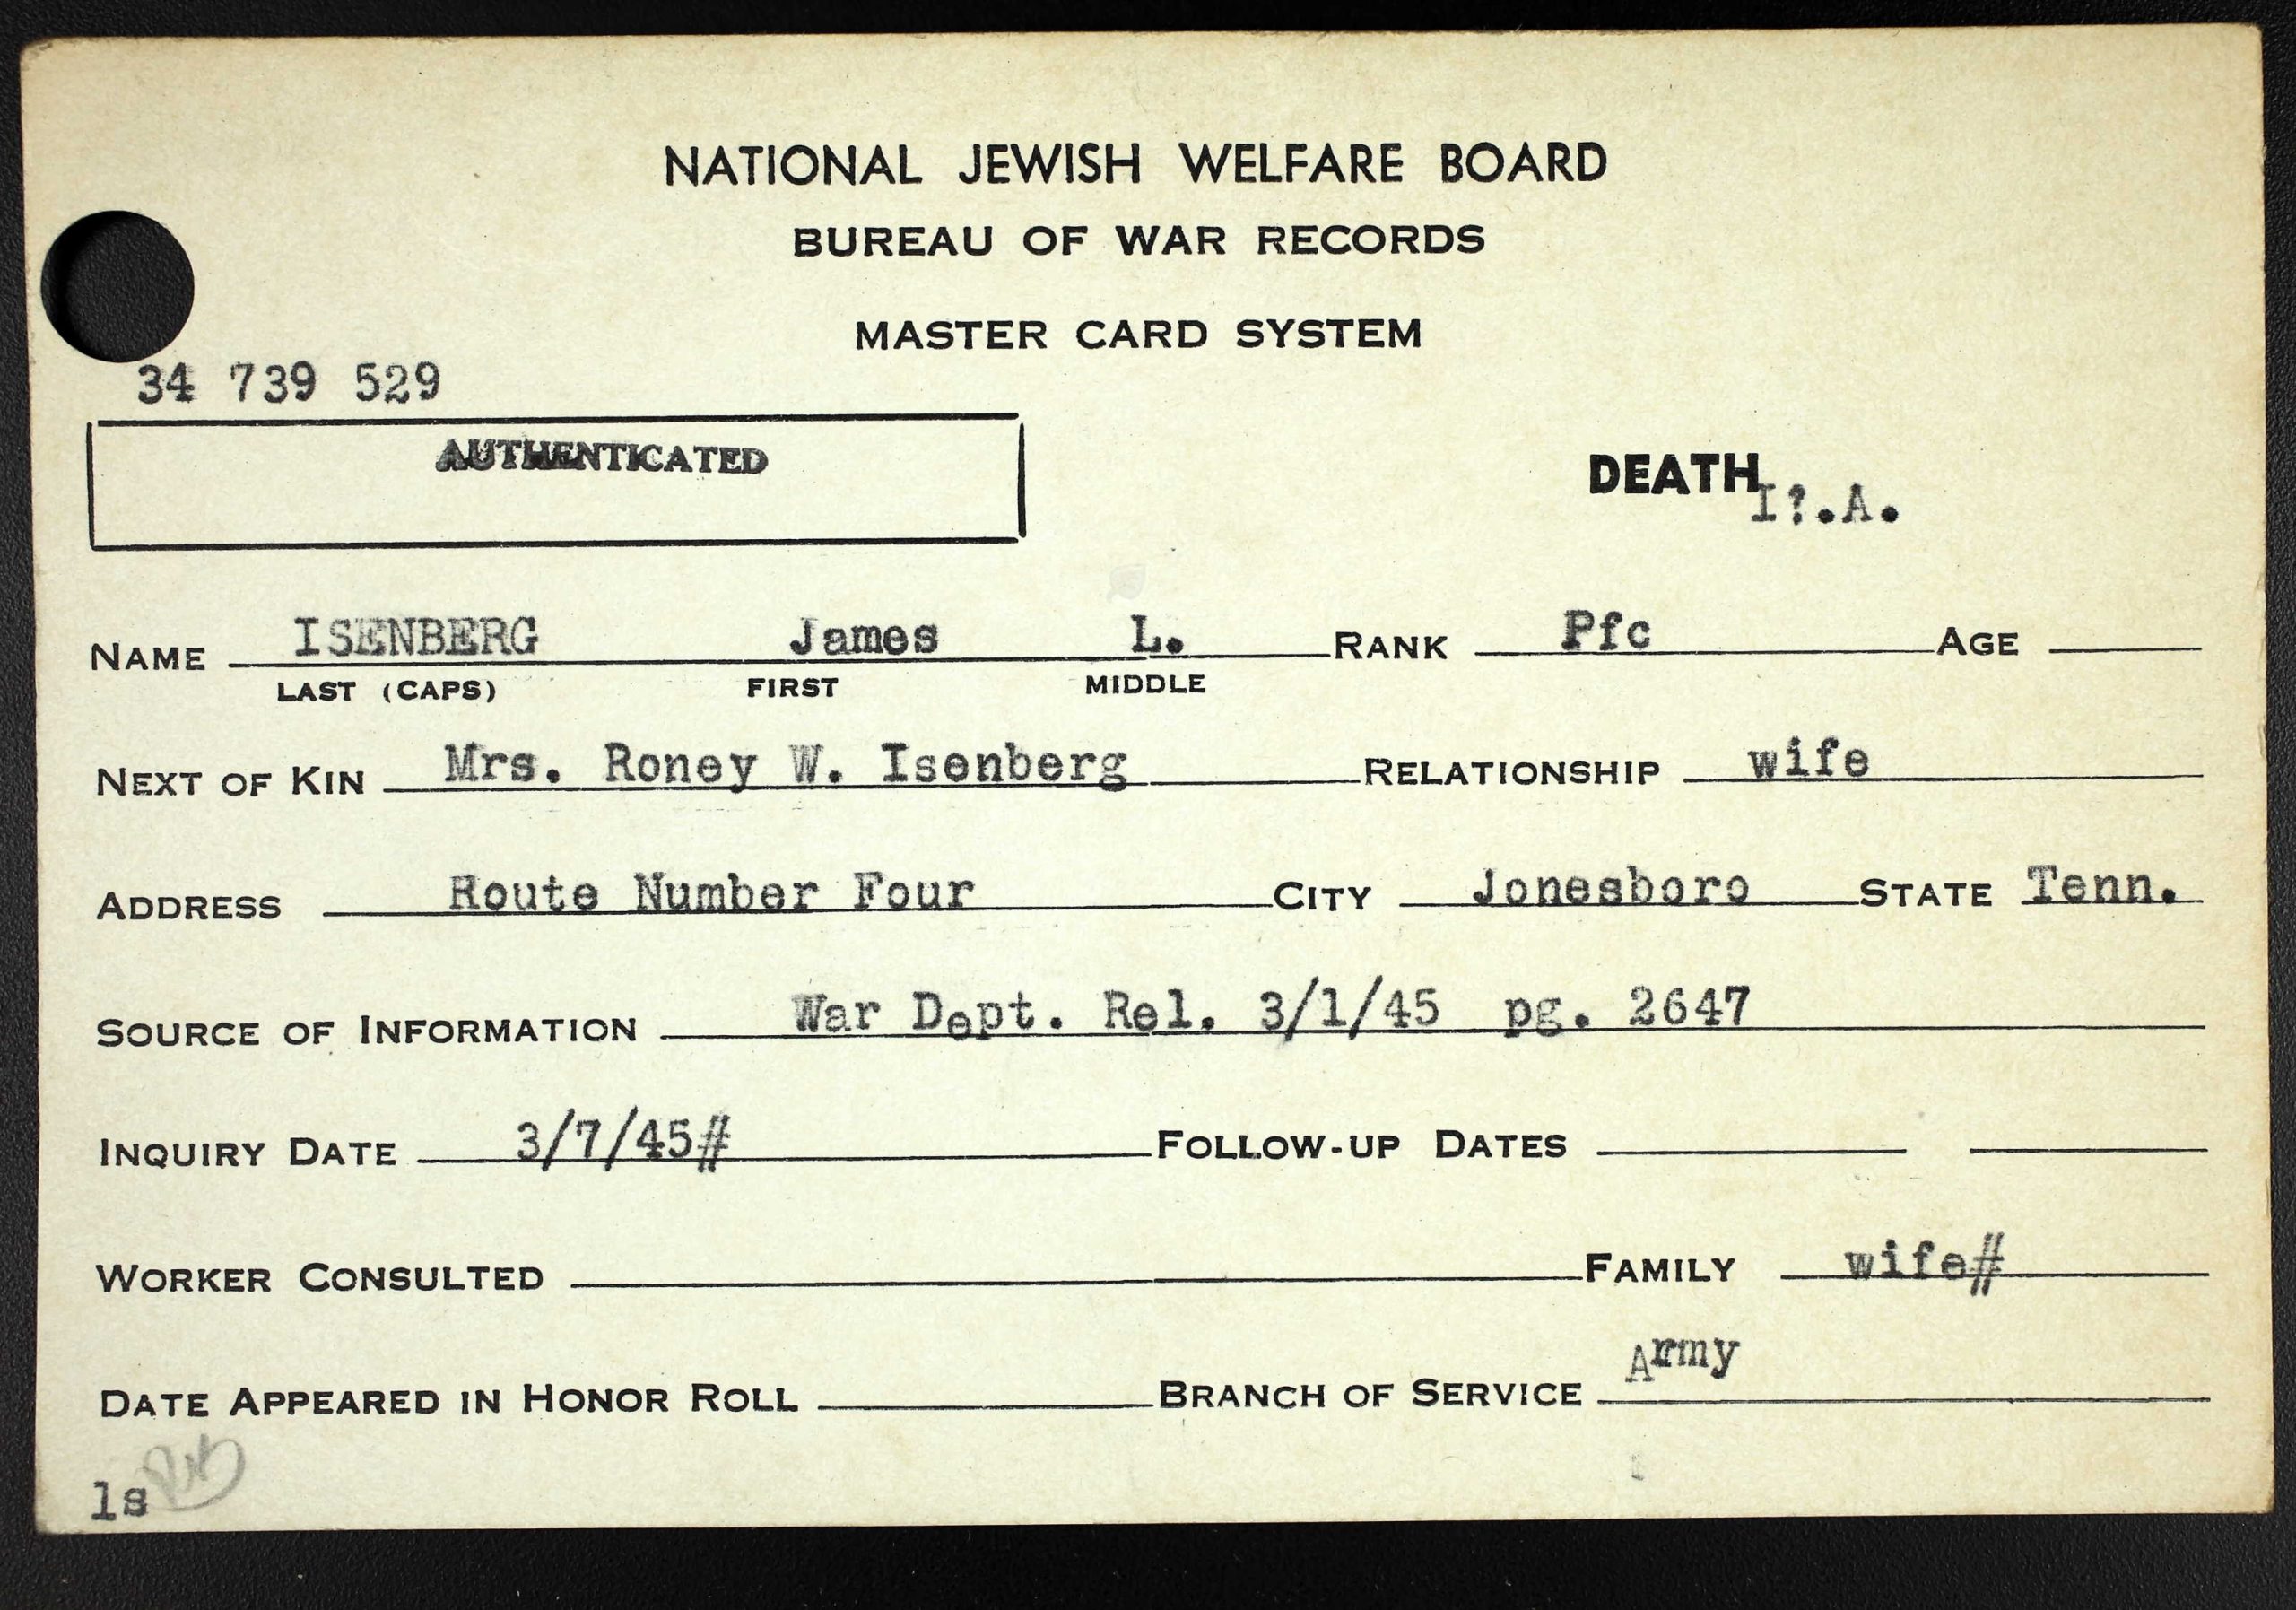 NATIONAL JEWISH WELFARE BOARD
BUREAU OF WAR RECORDS
MASTER CARD SYSTEM
34 739 529
AUTHENTICATED
DEATH I?.A.
NAME ISENBERG James L. RANK Pfc AGE
LAST (CAPS) FIRST MIDDLE
NEXT OF KIN Mrs. Roney W. Isenberg RELATIONSHIP wife
ADDRESS Route Number Four CITY Jonesboro STATE Tenn.
SOURCE OF INFORMATION War Dept. Rel. 3/1/45 pg. 2647
INQUIRY DATE 3/7/45# FOLLOW-UP DATES
WORKER CONSULTED FAMILY wife#
DATE APPEARED IN HONOR ROLL BRANCH OF SERVICE Army
ls